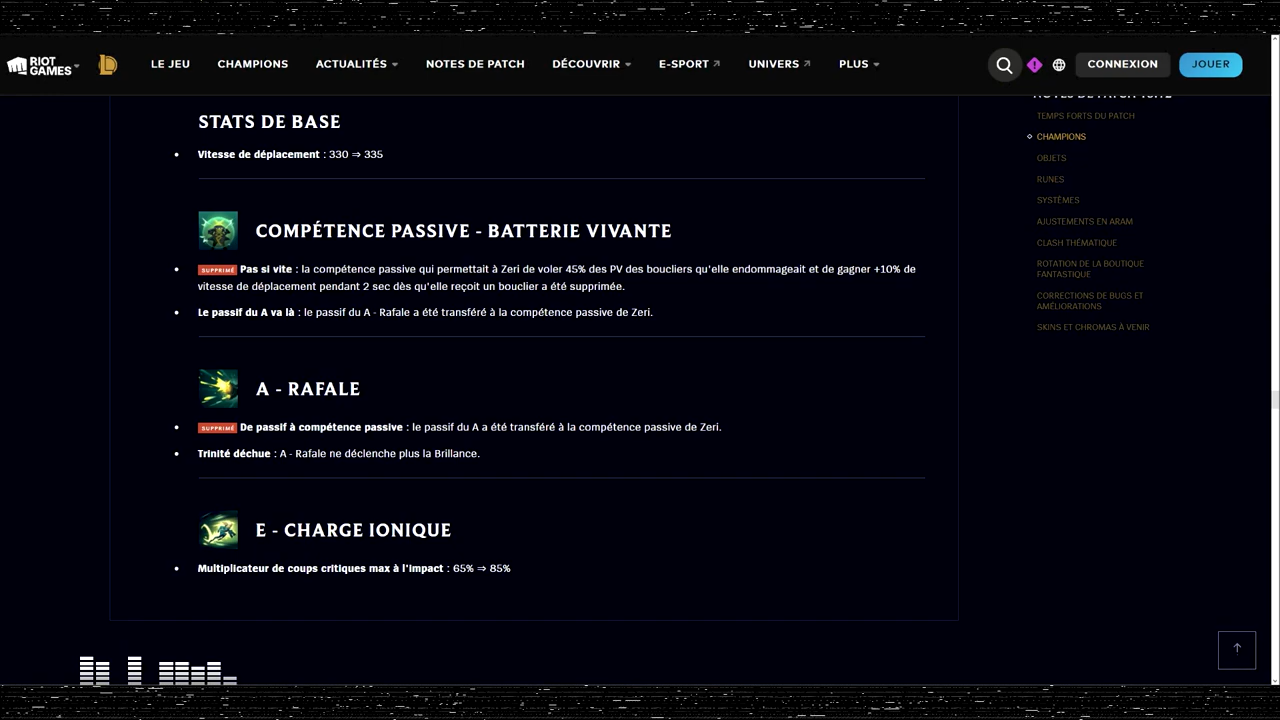 RIOT GAMES
LE JEU
CHAMPIONS
ACTUALITÉS
NOTES DE PATCH
DÉCOUVRIR
E-SPORT
UNIVERS
PLUS
CONNEXION
JOUER
STATS DE BASE
• Vitesse de déplacement : 330 ⇒ 335
COMPÉTENCE PASSIVE - BATTERIE VIVANTE
• SUPPRIMÉ Pas si vite : la compétence passive qui permettait à Zeri de voler 45% des PV des boucliers qu'elle endommageait et de gagner +10% de
vitesse de déplacement pendant 2 sec dès qu'elle reçoit un bouclier a été supprimée.
• Le passif du A va là : le passif du A - Rafale a été transféré à la compétence passive de Zeri.
A - RAFALE
• SUPPRIMÉ De passif à compétence passive : le passif du A a été transféré à la compétence passive de Zeri.
• Trinité déchue : A - Rafale ne déclenche plus la Brillance.
E - CHARGE IONIQUE
• Multiplicateur de coups critiques max à l'impact : 65% ⇒ 85%
TEMPS FORTS DU PATCH
CHAMPIONS
OBJETS
RUNES
SYSTÈMES
AJUSTEMENTS EN ARAM
CLASH THÉMATIQUE
ROTATION DE LA BOUTIQUE
FANTASTIQUE
CORRECTIONS DE BUGS ET
AMÉLIORATIONS
SKINS ET CHROMAS À VENIR